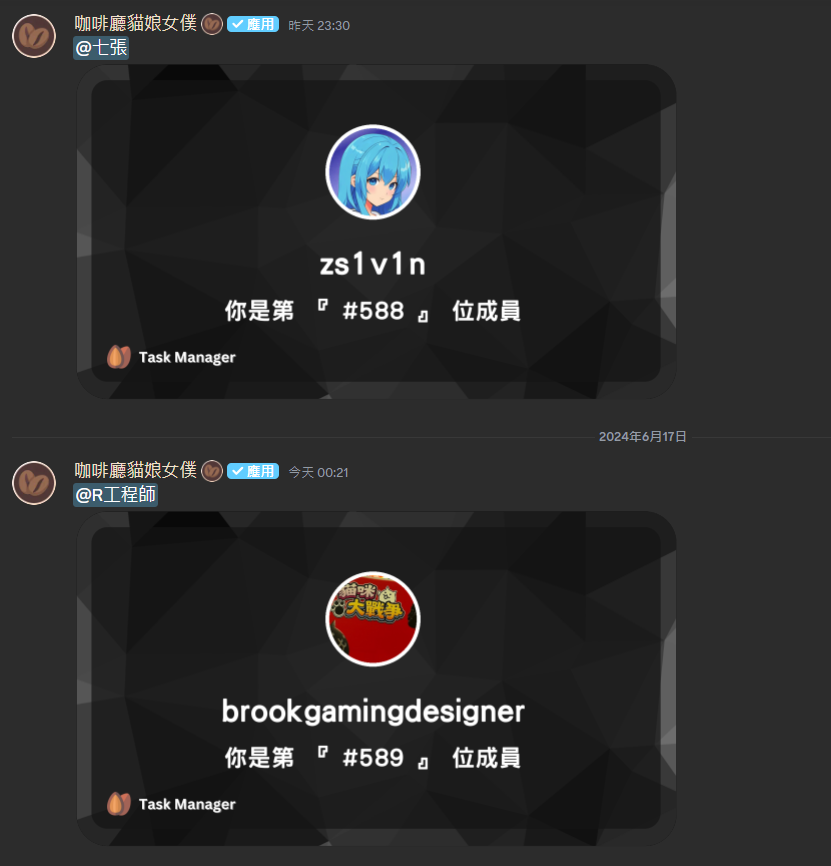 咖啡廳貓娘女僕 應用 昨天 23:30
@七張
zs1v1n
你是第 『 #588 』 位成員
Task Manager
2024年6月17日
咖啡廳貓娘女僕 應用 今天 00:21
@R工程師
貓咪
大戰爭
brookgamingdesigner
你是第 『 #589 』 位成員
Task Manager